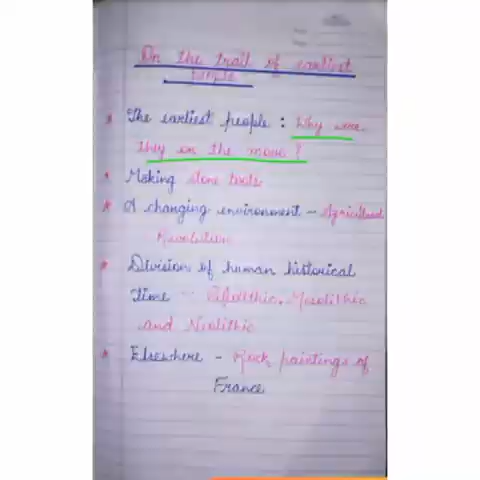 On the trail of earliest
people
* The earliest people : Why were
they on the move ?
* Making stone tools
* A changing environment - Agricultural
Revolution
* Division of human historical
time - , Mesolithic
and Neolithic
* Elsewhere - Rock paintings of
France